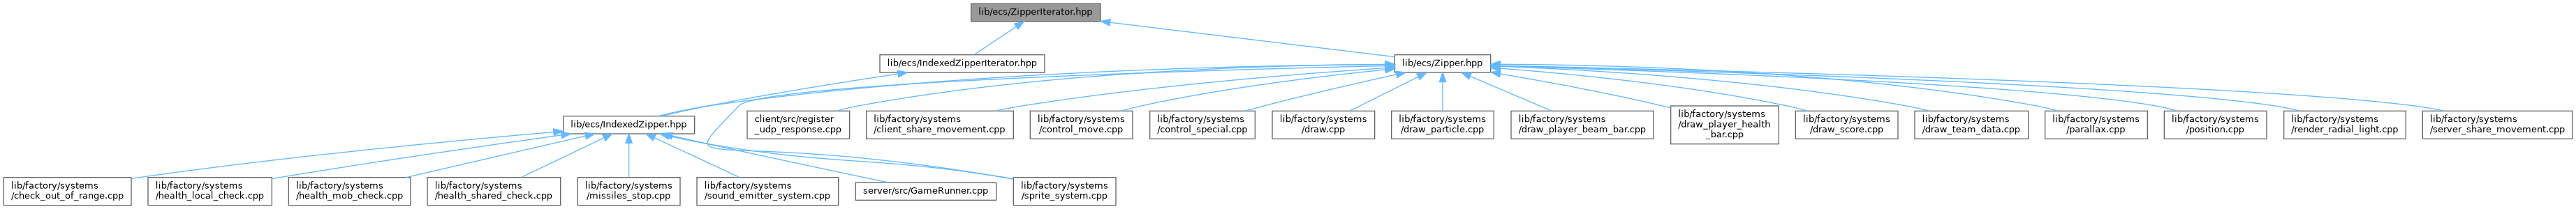 lib/ecs/ZipperIterator.hpp
lib/ecs/IndexedZipperIterator.hpp
lib/ecs/Zipper.hpp
lib/ecs/IndexedZipper.hpp
client/src/register
_udp_response.cpp
lib/factory/systems
/client_share_movement.cpp
lib/factory/systems
/control_move.cpp
lib/factory/systems
/control_special.cpp
lib/factory/systems
/draw.cpp
lib/factory/systems
/draw_particle.cpp
lib/factory/systems
/draw_player_beam_bar.cpp
lib/factory/systems
/draw_player_health
_bar.cpp
lib/factory/systems
/draw_score.cpp
lib/factory/systems
/draw_team_data.cpp
lib/factory/systems
/parallax.cpp
lib/factory/systems
/position.cpp
lib/factory/systems
/render_radial_light.cpp
lib/factory/systems
/server_share_movement.cpp
lib/factory/systems
/check_out_of_range.cpp
lib/factory/systems
/health_local_check.cpp
lib/factory/systems
/health_mob_check.cpp
lib/factory/systems
/health_shared_check.cpp
lib/factory/systems
/missiles_stop.cpp
lib/factory/systems
/sound_emitter_system.cpp
server/src/GameRunner.cpp
lib/factory/systems
/sprite_system.cpp